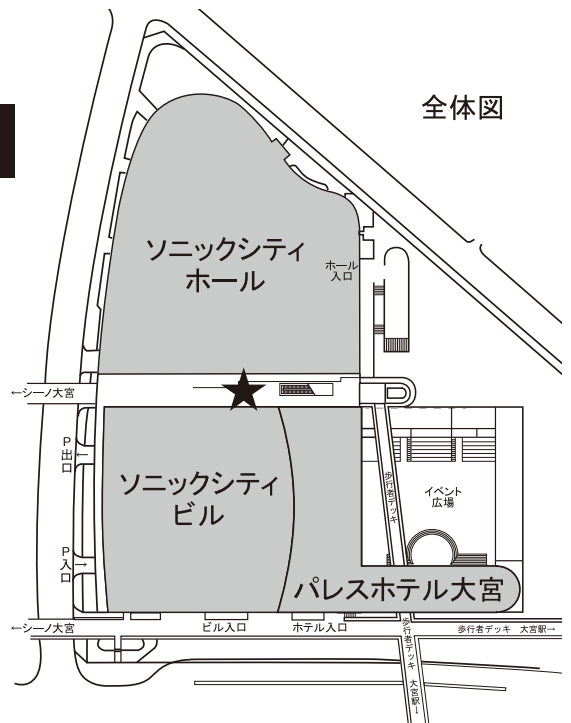 全体図
ソニックシティ
ホール
ホール
入口
←シーノ大宮
P
出
口
←
ソニックシティ
ビル
歩行者デッキ
イベント
広場
P
入
口
→
パレスホテル大宮
←シーノ大宮
ビル入口
ホテル入口
歩行者デッキ 大宮駅→
歩行者デッキ 大宮駅→